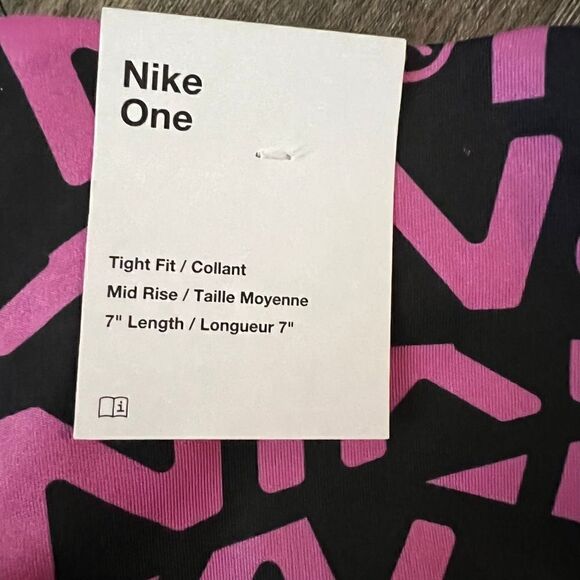 Nike
One
Tight Fit / Collant
Mid Rise / Taille Moyenne
7" Length / Longueur 7"
i